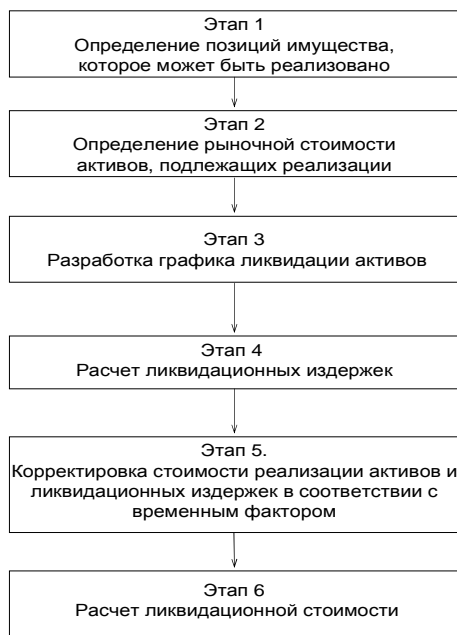 Этап 1
Определение позиций имущества,
которое может быть реализовано
Этап 2
Определение рыночной стоимости
активов, подлежащих реализации
Этап 3
Разработка графика ликвидации активов
Этап 4
Расчет ликвидационных издержек
Этап 5.
Корректировка стоимости реализации активов и
ликвидационных издержек в соответствии с
временным фактором
Этап 6
Расчет ликвидационной стоимости